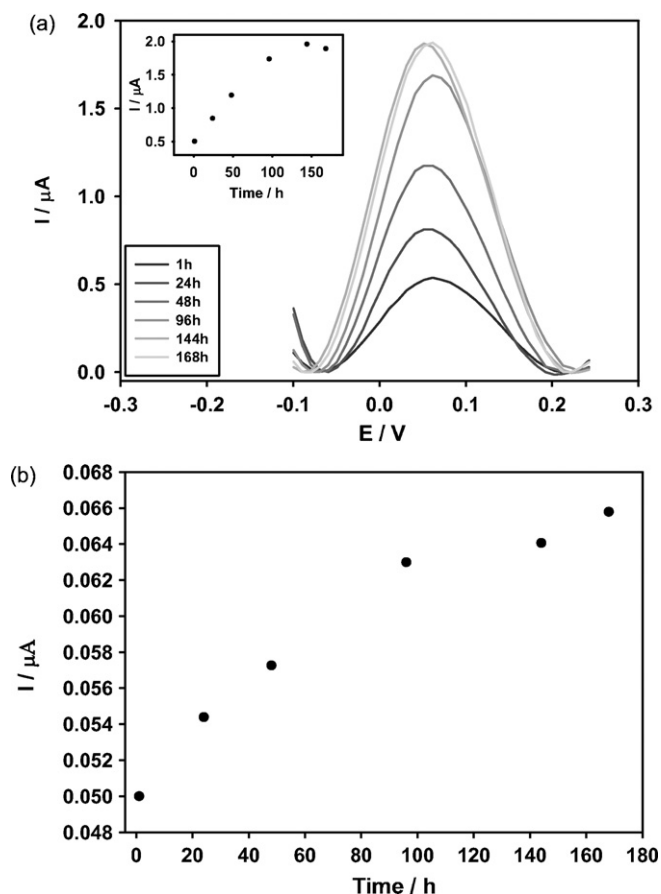 (a)
2.0
1.5
1.0
0.5
0.0
I / μA
-0.3
-0.2
-0.1
0.0
0.1
0.2
0.3
E / V
2.0
1.5
1.0
0.5
I / μA
0
50
100
150
Time / h
1h
24h
48h
96h
144h
168h
(b)
0.068
0.066
0.064
0.062
0.060
0.058
0.056
0.054
0.052
0.050
0.048
I / μA
0
20
40
60
80
100
120
140
160
180
Time / h